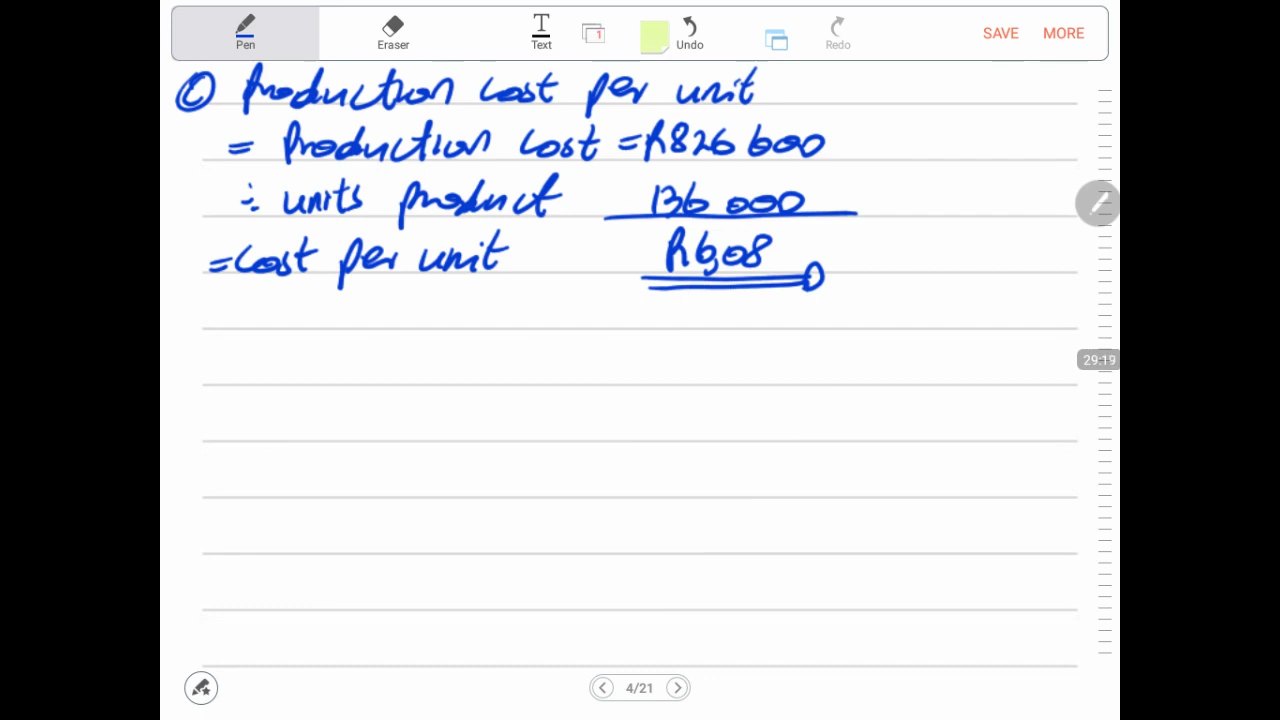 Pen
Eraser
T
Text
1
Undo
Redo
SAVE
MORE
© Production cost per unit
= Production cost = R826 600
÷ units product 136 000
= Cost per unit R6,08
29:19
4/21